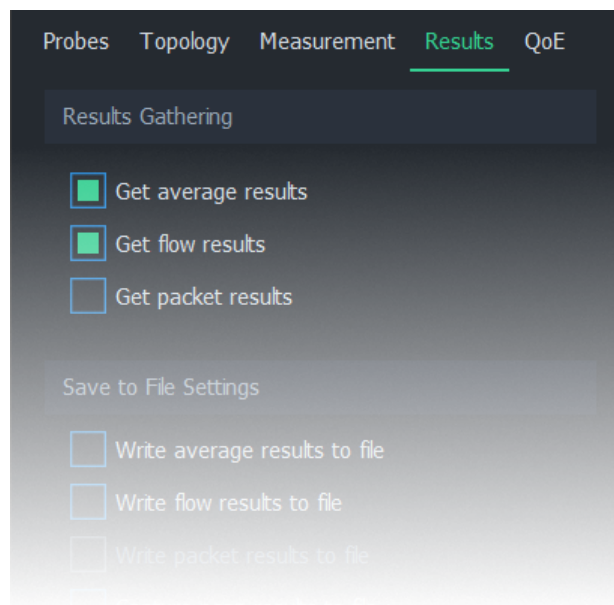 Probes Topology Measurement Results QoE
Results Gathering
Get average results
Get flow results
Get packet results
Save to File Settings
Write average results to file
Write flow results to file
Write packet results to file